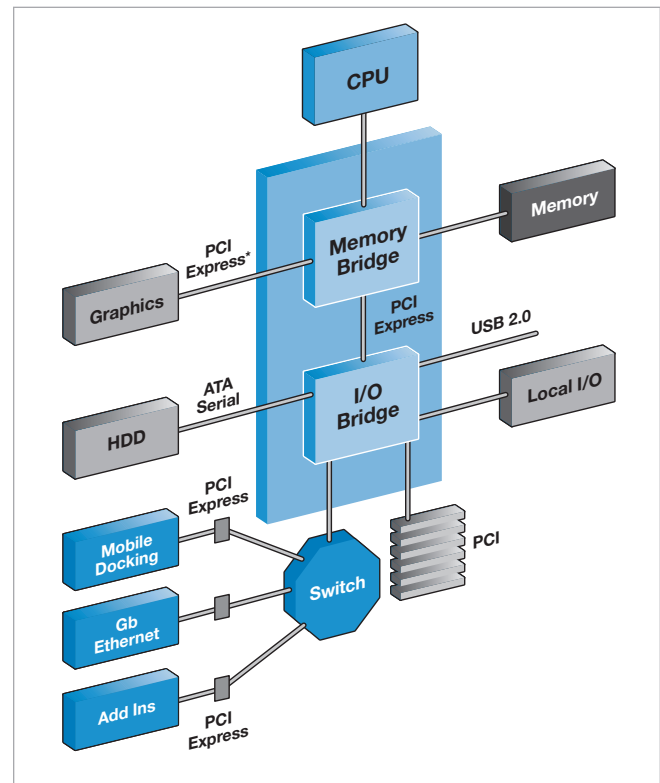 CPU
Memory
Bridge
Memory
PCI
Express*
Graphics
PCI
Express
USB 2.0
ATA
Serial
I/O
Bridge
Local I/O
HDD
PCI
Express
Mobile
Docking
PCI
Switch
Gb
Ethernet
Add Ins
PCI
Express